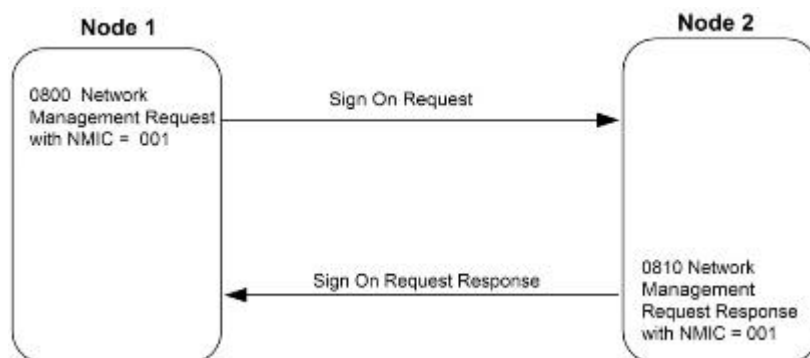 Node 1
Node 2
0800 Network
Management Request
with NMIC = 001
Sign On Request
Sign On Request Response
0810 Network
Management
Request Response
with NMIC = 001